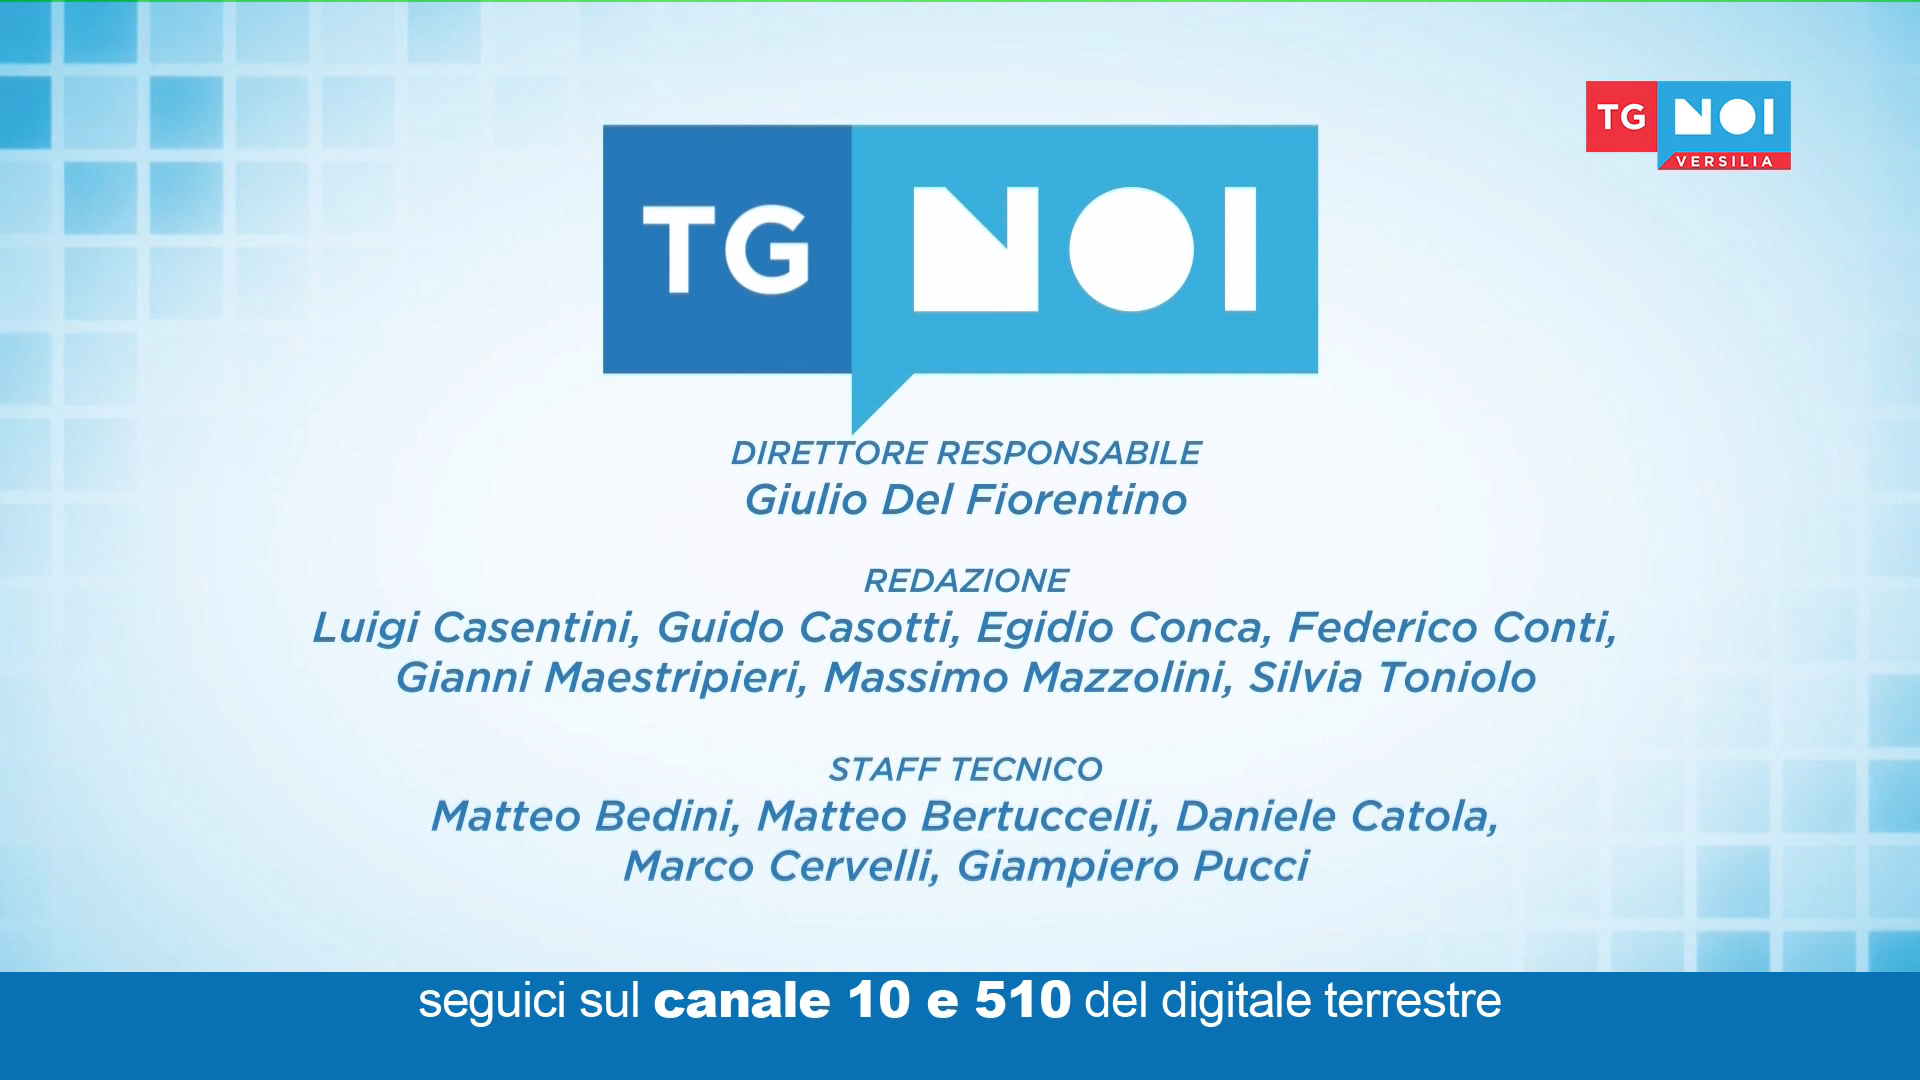 TG NOI
VERSILIA
TG NOI
DIRETTORE RESPONSABILE
Giulio Del Fiorentino
REDAZIONE
Luigi Casentini, Guido Casotti, Egidio Conca, Federico Conti,
Gianni Maestripieri, Massimo Mazzolini, Silvia Toniolo
STAFF TECNICO
Matteo Bedini, Matteo Bertuccelli, Daniele Catola,
Marco Cervelli, Giampiero Pucci
seguici sul canale 10 e 510 del digitale terrestre